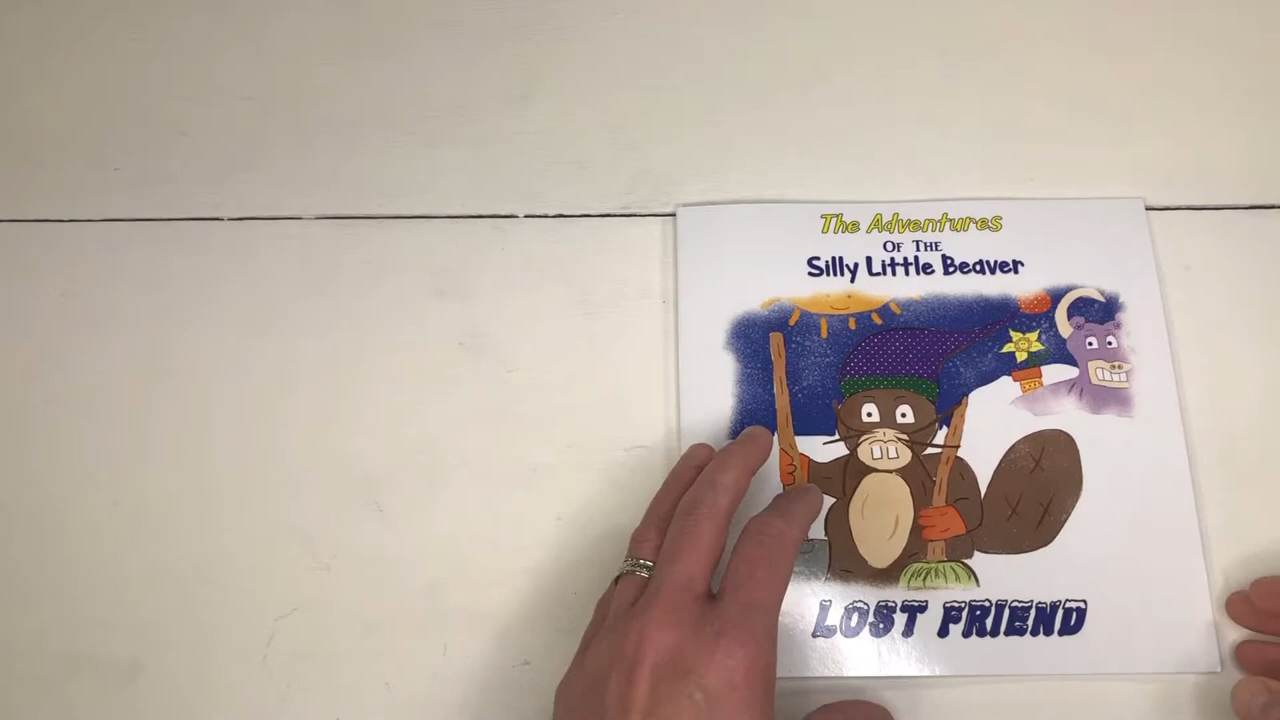 The Adventures
OF THE
Silly Little Beaver
LOST FRIEND